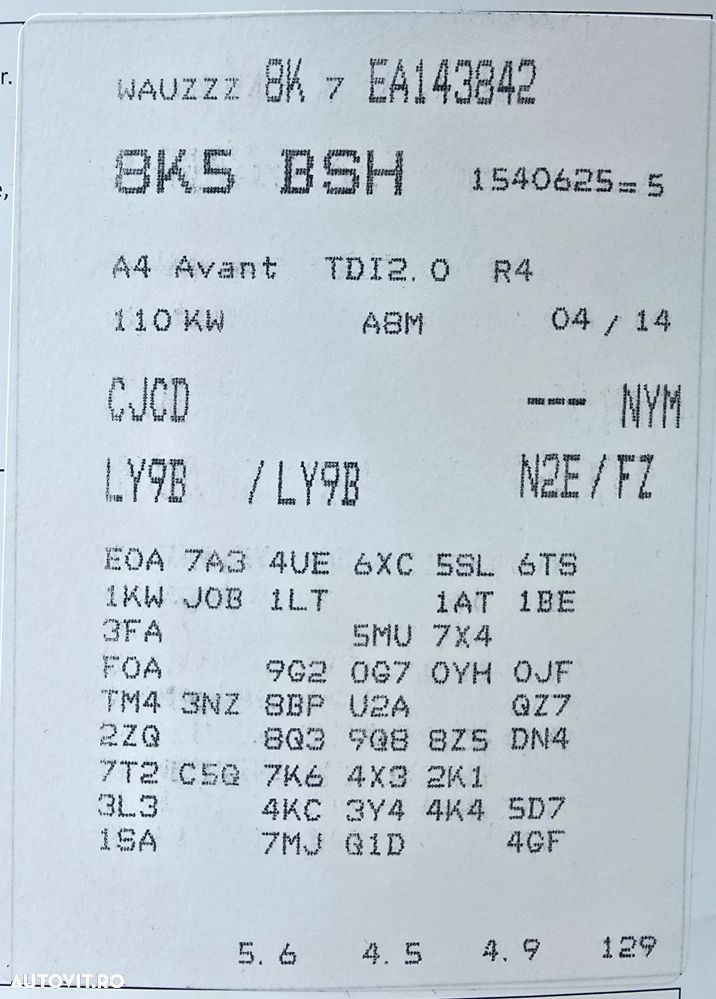 r.
WAUZZZ 8K 7 EA143842
8K5 BSH 1540625=5
A4 Avant TDI2.0 R4
110 KW A8M 04 / 14
CJCD --- NYM
LY9B / LY9B N2E / FZ
E0A 7A3 4UE 6XC 5SL 6TS
1KW J0B 1LT 1AT 1BE
3FA 5MU 7X4
F0A 9G2 0G7 0YH 0JF
TM4 3NZ 8BP U2A QZ7
2ZQ 8Q3 9Q8 8Z5 DN4
7T2 C5Q 7K6 4X3 2K1
3L3 4KC 3Y4 4K4 5D7
1SA 7MJ Q1D 4GF
5.6 4.5 4.9 129
AUTOVIT.RO